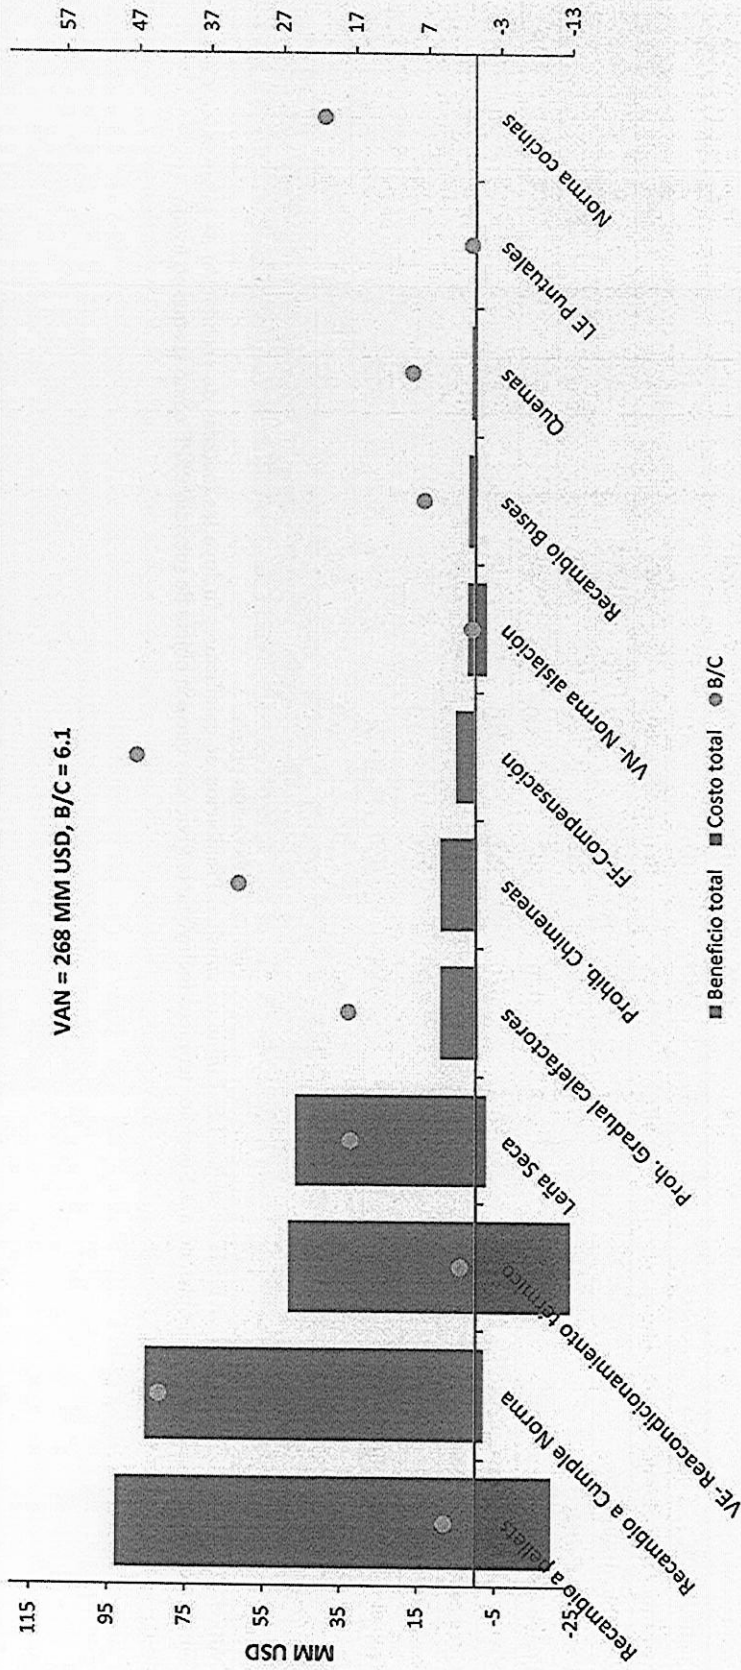 VAN = 268 MM USD, B/C = 6.1
MM USD
115
95
75
55
35
15
-5
-25
57
47
37
27
17
7
-3
-13
Recambio a pellets
Recambio a Cumple Norma
VE- Reacondicionamiento térmico
Leña Seca
Proh. Gradual calefactores
Prohib. Chimeneas
FF-Compensación
VN- Norma aislación
Recambio Buses
Quemas
LE Puntuales
Norma cocinas
Beneficio total
Costo total
B/C